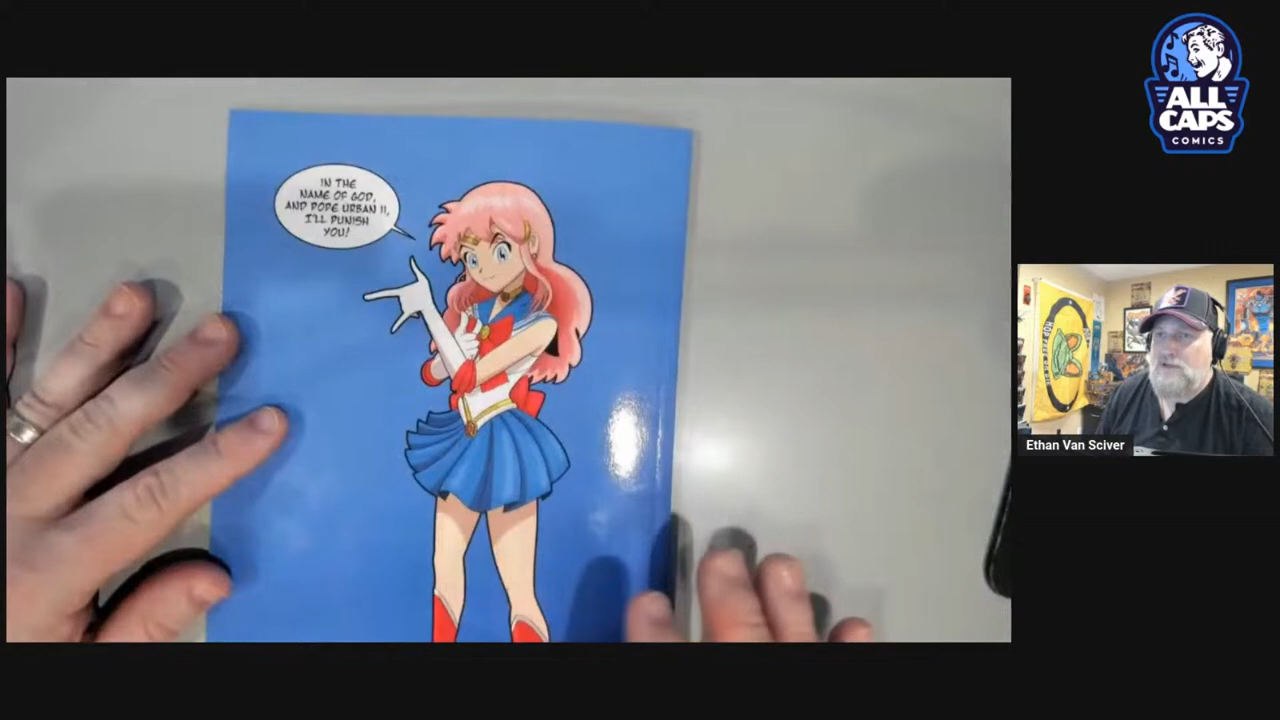 IN THE
NAME OF GOD,
AND POPE URBAN II,
I'LL PUNISH
YOU!
ALL
CAPS
COMICS
Ethan Van Sciver